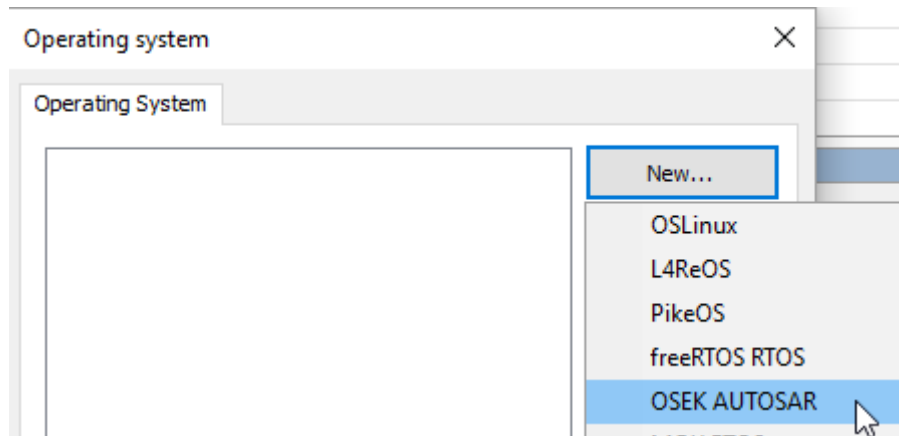 Operating system
Operating System
New...
OSLinux
L4ReOS
PikeOS
freeRTOS RTOS
OSEK AUTOSAR